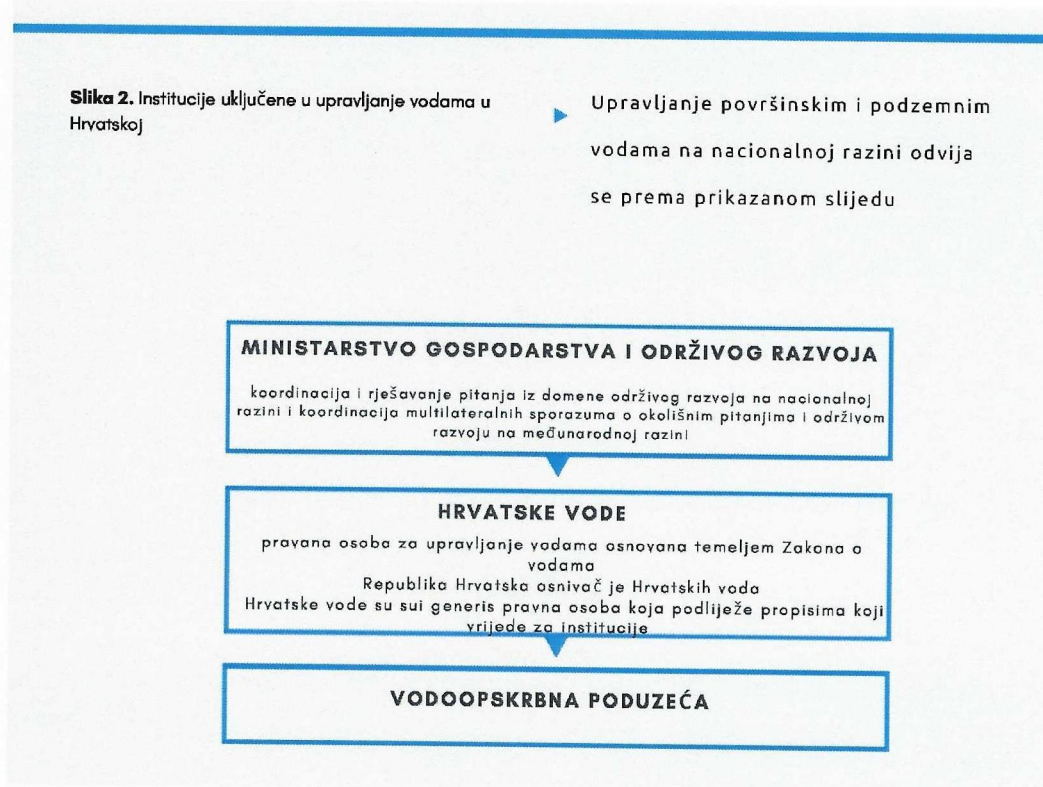 Slika 2. Institucije uključene u upravljanje vodama u
Hrvatskoj
Upravljanje površinskim i podzemnim
vodama na nacionalnoj razini odvija
se prema prikazanom slijedu
MINISTARSTVO GOSPODARSTVA I ODRŽIVOG RAZVOJA
koordinacija i rješavanje pitanja iz domene održivog razvoja na nacionalnoj
razini i koordinacija multilateralnih sporazuma o okolišnim pitanjima i održivom
razvoju na međunarodnoj razini
HRVATSKE VODE
pravana osoba za upravljanje vodama osnovana temeljem Zakona o
vodama
Republika Hrvatska osnivač je Hrvatskih voda
Hrvatske vode su sui generis pravna osoba koja podliježe propisima koji
vrijede za institucije
VODOOPSKRBNA PODUZEĆA